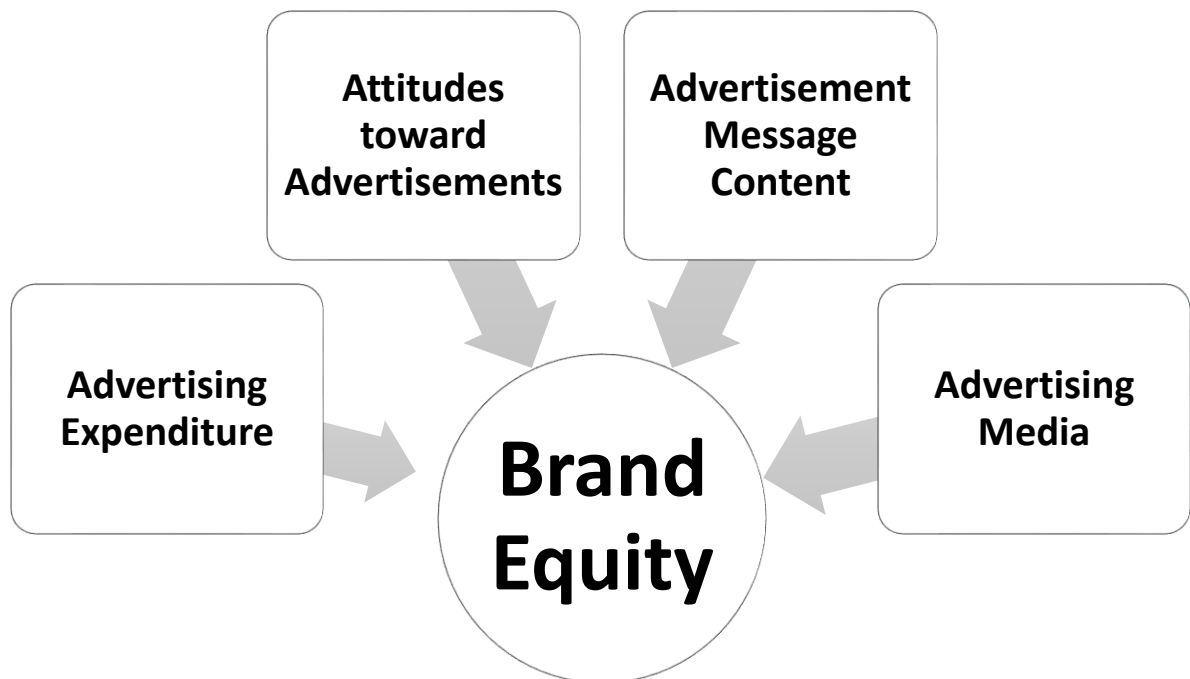 Attitudes
toward
Advertisements
Advertisement
Message
Content
Advertising
Expenditure
Advertising
Media
Brand
Equity